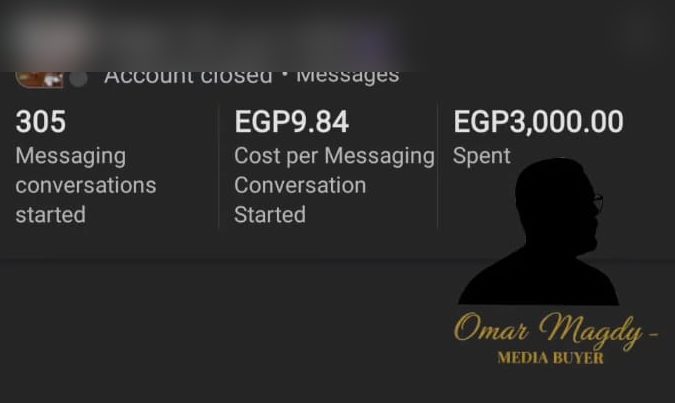 Account closed • Messages
305
Messaging
conversations
started
EGP9.84
Cost per Messaging
Conversation
Started
EGP3,000.00
Spent
Omar Magdy -
MEDIA BUYER